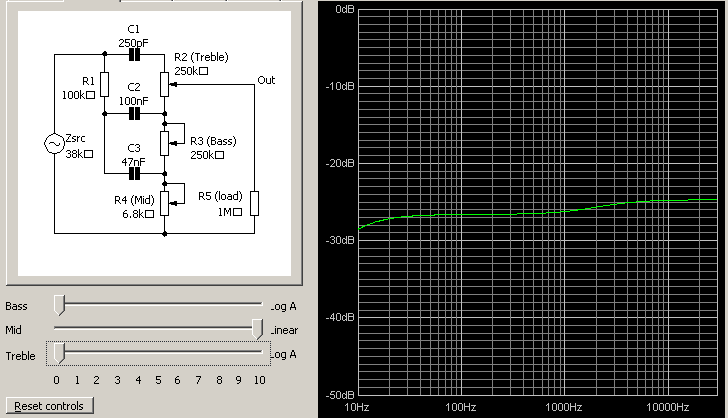 C1
250pF
R2 (Treble)
250k□
Out
R1
100k□
C2
100nF
Zsrc
38k□
R3 (Bass)
250k□
C3
47nF
R4 (Mid)
6.8k□
R5 (load)
1M□
Bass
Log A
Mid
Linear
Treble
Log A
0 1 2 3 4 5 6 7 8 9 10
Reset controls
0dB
-10dB
-20dB
-30dB
-40dB
-50dB
10Hz 100Hz 1000Hz 10000Hz